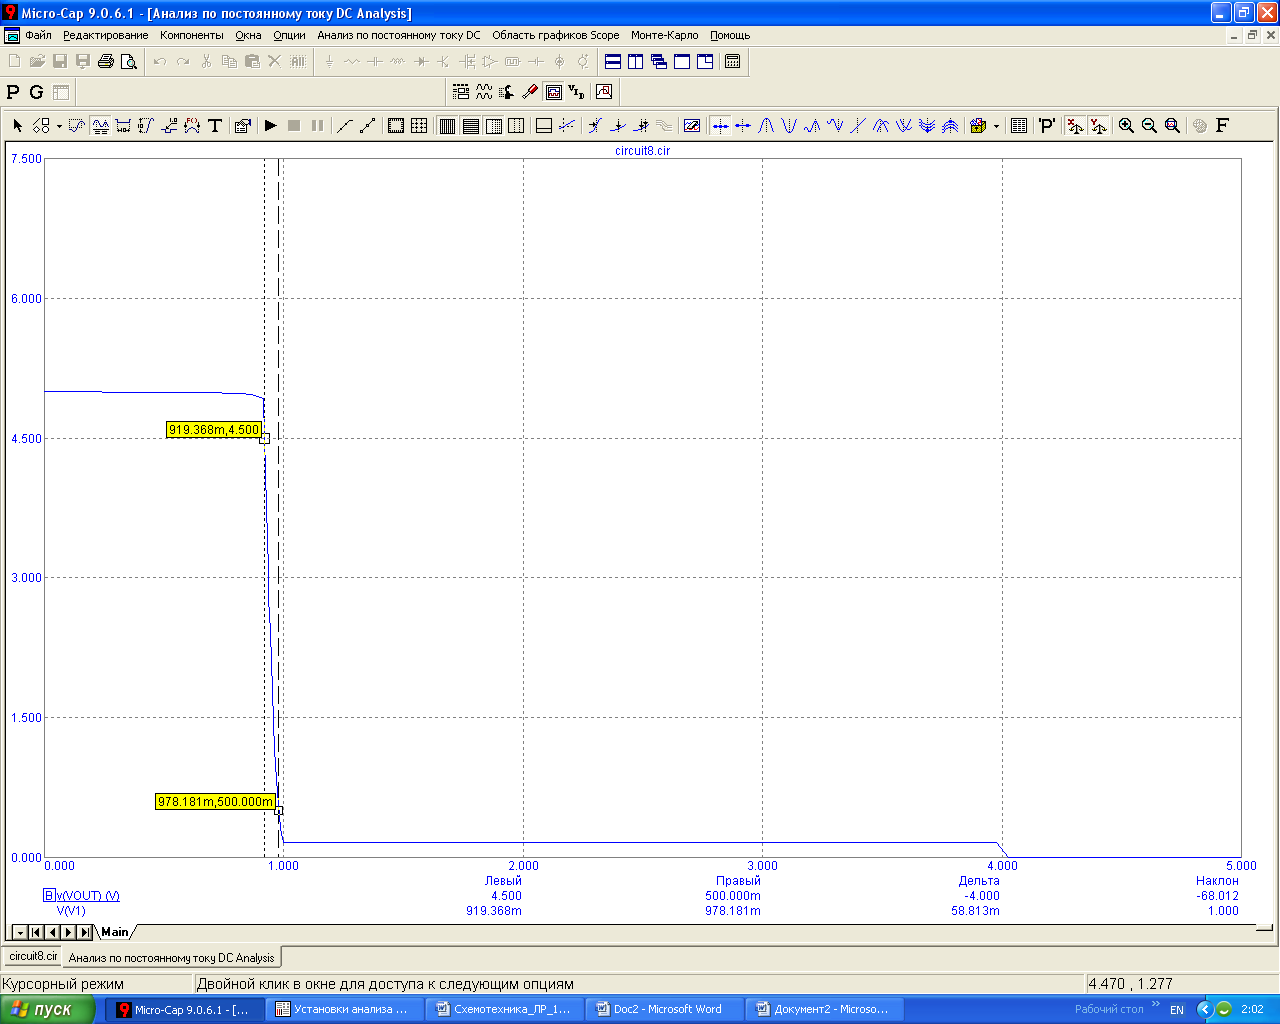 Micro-Cap 9.0.6.1 - [Анализ по постоянному току DC Analysis]
Файл Редактирование Компоненты Окна Опции Анализ по постоянному току DC Область графиков Scope Монте-Карло Помощь
P G
T 'P' F
circuit8.cir
7.500
6.000
919.368m,4.500
4.500
3.000
1.500
978.181m,500.000m
0.000
0.000 1.000 2.000 3.000 4.000 5.000
Левый Правый Дельта Наклон
B v(VOUT) (V) 4.500 500.000m -4.000 -68.012
V(V1) 919.368m 978.181m 58.813m 1.000
Main
circuit8.cir Анализ по постоянному току DC Analysis
Курсорный режим Двойной клик в окне для доступа к следующим опциям 4.470 , 1.277
пуск Micro-Cap 9.0.6.1 - [... Установки анализа ... Схемотехника_ЛР_1... Doc2 - Microsoft Word Документ2 - Microso... Рабочий стол EN 2:02